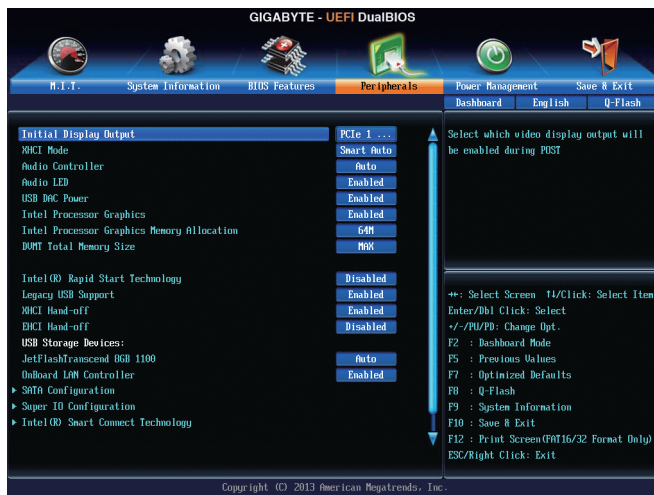 GIGABYTE - UEFI DualBIOS
M.I.T.
System Information
BIOS Features
Peripherals
Power Management
Save & Exit
Dashboard
English
Q-Flash
Initial Display Output PCIe 1 ...
XHCI Mode Smart Auto
Audio Controller Auto
Audio LED Enabled
USB DAC Power Enabled
Intel Processor Graphics Enabled
Intel Processor Graphics Memory Allocation 64M
DVMT Total Memory Size MAX
Intel(R) Rapid Start Technology Disabled
Legacy USB Support Enabled
XHCI Hand-off Enabled
EHCI Hand-off Disabled
USB Storage Devices:
JetFlashTranscend 8GB 1100 Auto
OnBoard LAN Controller Enabled
SATA Configuration
Super IO Configuration
Intel(R) Smart Connect Technology
Select which video display output will
be enabled during POST
→←: Select Screen ↑↓/Click: Select Item
Enter/Dbl Click: Select
+/-/PU/PD: Change Opt.
F2 : Dashboard Mode
F5 : Previous Values
F7 : Optimized Defaults
F8 : Q-Flash
F9 : System Information
F10 : Save & Exit
F12 : Print Screen(FAT16/32 Format Only)
ESC/Right Click: Exit
Copyright (C) 2013 American Megatrends, Inc.